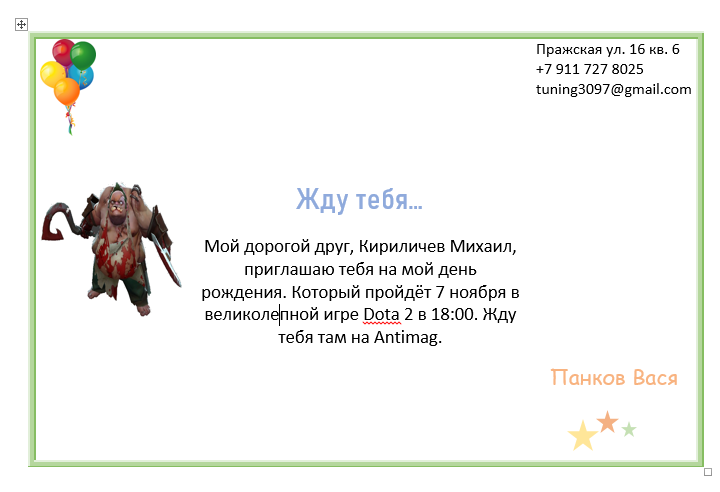 Пражская ул. 16 кв. 6
+7 911 727 8025
tuning3097@gmail.com
Жду тебя...
Мой дорогой друг, Кириличев Михаил,
приглашаю тебя на мой день
рождения. Который пройдёт 7 ноября в
великолепной игре Dota 2 в 18:00. Жду
тебя там на Antimag.
Панков Вася